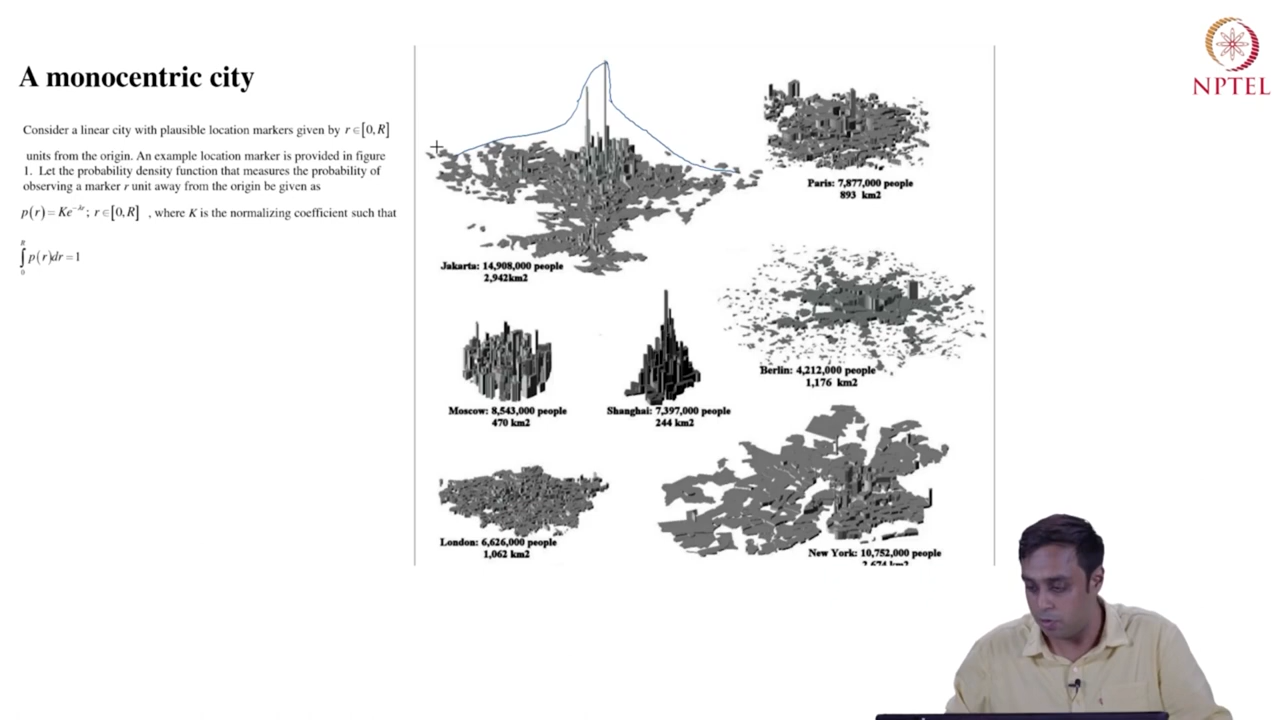 A monocentric city
Consider a linear city with plausible location markers given by r ∈ [0, R]
units from the origin. An example location marker is provided in figure
1. Let the probability density function that measures the probability of
observing a marker r unit away from the origin be given as
p(r) = Ke^{-λr}; r ∈ [0, R] , where K is the normalizing coefficient such that
∫_0^R p(r)dr = 1
Jakarta: 14,908,000 people
2,942km2
Paris: 7,877,000 people
893 km2
Berlin: 4,212,000 people
1,176 km2
Moscow: 8,543,000 people
470 km2
Shanghai: 7,397,000 people
244 km2
London: 6,626,000 people
1,062 km2
New York: 10,752,000 people
2,674 km2
NPTEL